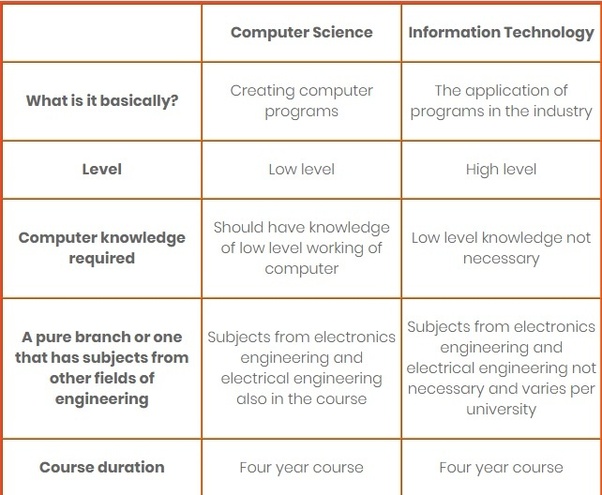 Computer Science
Information Technology
What is it basically?
Creating computer
programs
The application of
programs in the industry
Level
Low level
High level
Computer knowledge
required
Should have knowledge
of low level working of
computer
Low level knowledge not
necessary
A pure branch or one
that has subjects from
other fields of
engineering
Subjects from electronics
engineering and
electrical engineering
also in the course
Subjects from electronics
engineering and
electrical engineering not
necessary and varies per
university
Course duration
Four year course
Four year course